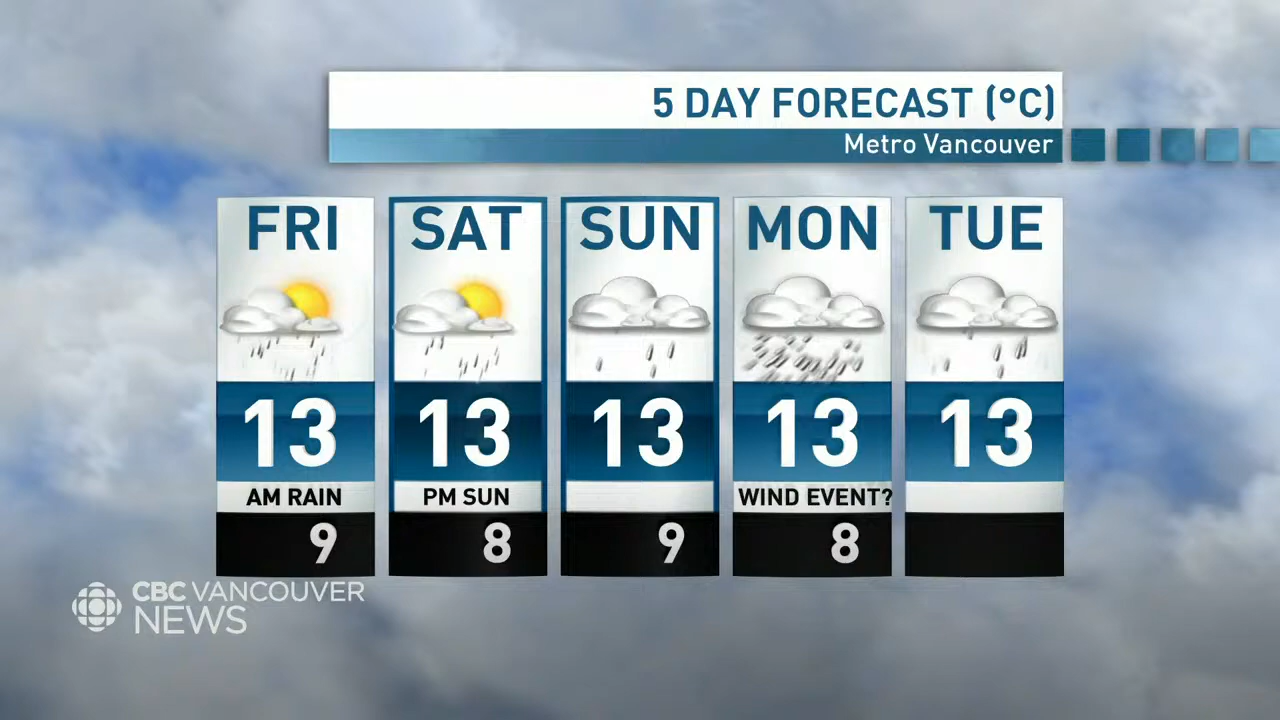 5 DAY FORECAST (°C)
Metro Vancouver
FRI SAT SUN MON TUE
13 13 13 13 13
AM RAIN PM SUN WIND EVENT?
9 8 9 8
CBC VANCOUVER
NEWS